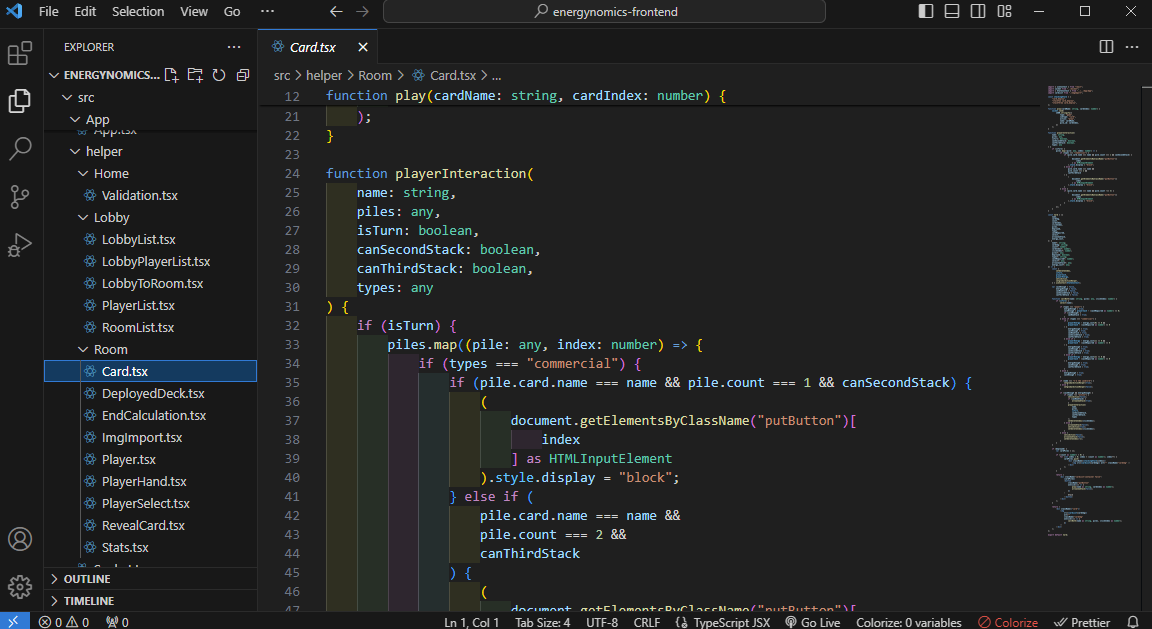 File Edit Selection View Go ··· energynomics-frontend
EXPLORER ···
ENERGYNOMICS...
src
App
App.tsx
helper
Home
Validation.tsx
Lobby
LobbyList.tsx
LobbyPlayerList.tsx
LobbyToRoom.tsx
PlayerList.tsx
RoomList.tsx
Room
Card.tsx
DeployedDeck.tsx
EndCalculation.tsx
ImgImport.tsx
Player.tsx
PlayerHand.tsx
PlayerSelect.tsx
RevealCard.tsx
Stats.tsx
OUTLINE
TIMELINE
Card.tsx
src > helper > Room > Card.tsx > ...
12 function play(cardName: string, cardIndex: number) {
21 );
22 }
23
24 function playerInteraction(
25 name: string,
26 piles: any,
27 isTurn: boolean,
28 canSecondStack: boolean,
29 canThirdStack: boolean,
30 types: any
31 ) {
32 if (isTurn) {
33 piles.map((pile: any, index: number) => {
34 if (types === "commercial") {
35 if (pile.card.name === name && pile.count === 1 && canSecondStack) {
36 (
37 document.getElementsByClassName("putButton")[
38 index
39 ] as HTMLInputElement
40 ).style.display = "block";
41 } else if (
42 pile.card.name === name &&
43 pile.count === 2 &&
44 canThirdStack
45 ) {
46 (
47 document.getElementsByClassName("putButton")[
0 0 0 Ln 1, Col 1 Tab Size: 4 UTF-8 CRLF {} TypeScript JSX Go Live Colorize: 0 variables Colorize Prettier